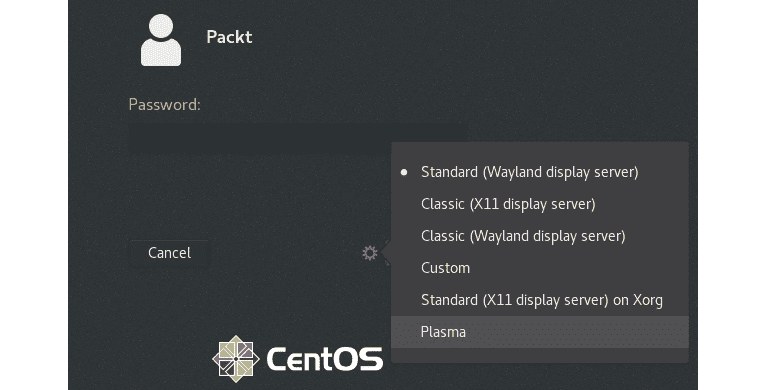 Packt
Password:
Standard (Wayland display server)
Classic (X11 display server)
Classic (Wayland display server)
Cancel
Custom
Standard (X11 display server) on Xorg
Plasma
CentOS